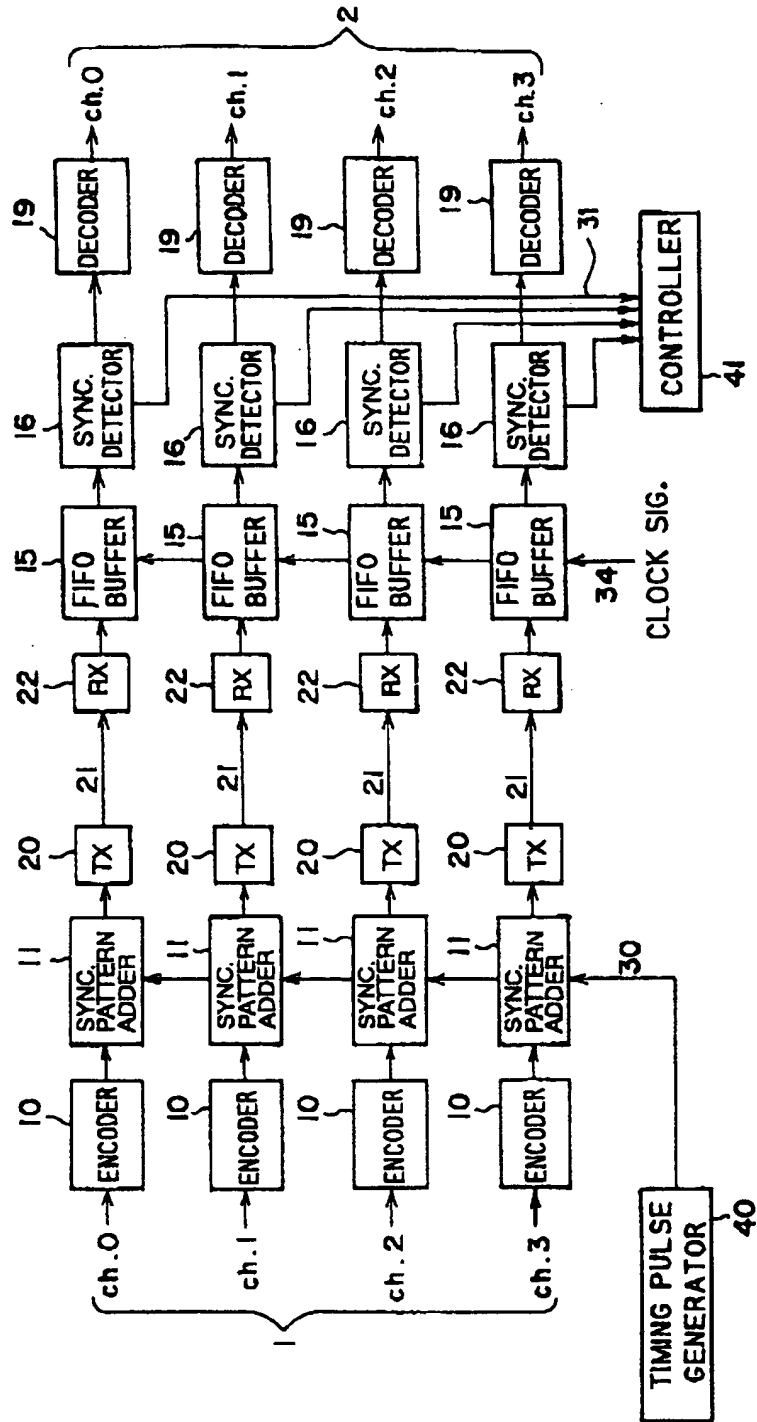 1
ch.0
10
ENCODER
11
SYNC.
PATTERN
ADDER
20
TX
21
22
RX
15
FIFO
BUFFER
16
SYNC.
DETECTOR
19
DECODER
ch.0
2
ch.1
10
ENCODER
11
SYNC.
PATTERN
ADDER
20
TX
21
22
RX
15
FIFO
BUFFER
16
SYNC.
DETECTOR
19
DECODER
ch.1
ch.2
10
ENCODER
11
SYNC.
PATTERN
ADDER
20
TX
21
22
RX
15
FIFO
BUFFER
16
SYNC.
DETECTOR
19
DECODER
ch.2
ch.3
10
ENCODER
11
SYNC.
PATTERN
ADDER
20
TX
21
22
RX
15
FIFO
BUFFER
16
SYNC.
DETECTOR
19
DECODER
ch.3
30
34
CLOCK SIG.
31
TIMING PULSE
GENERATOR
40
CONTROLLER
41